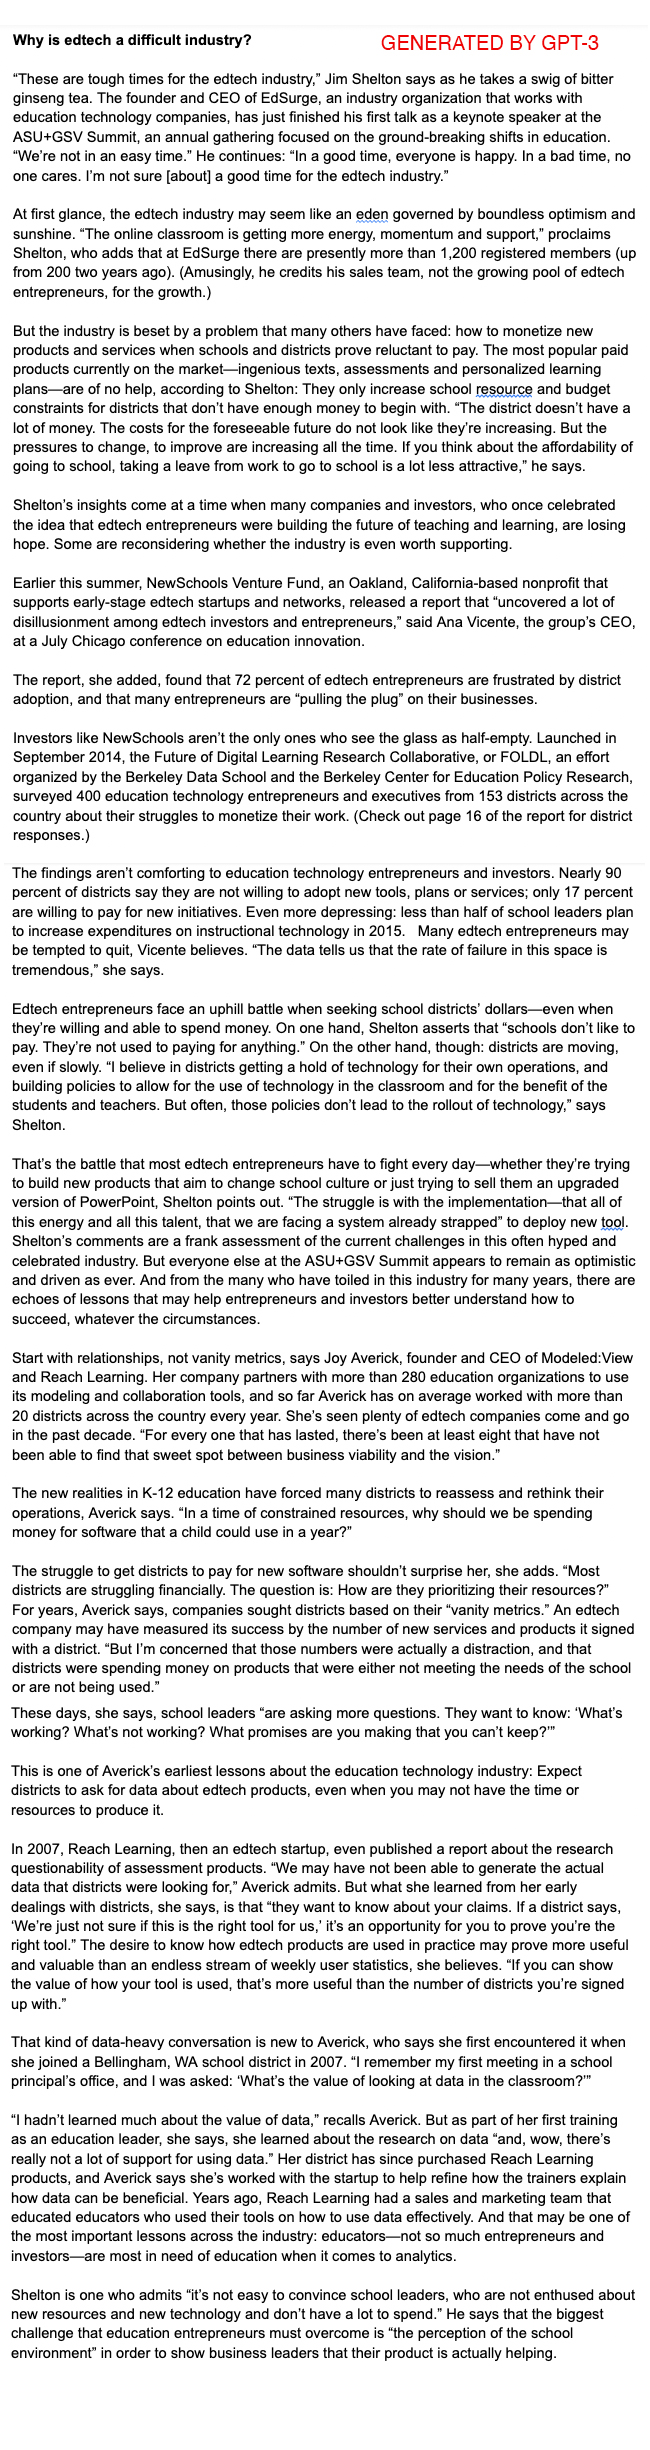 Why is edtech a difficult industry?
GENERATED BY GPT-3
“These are tough times for the edtech industry,” Jim Shelton says as he takes a swig of bitter
ginseng tea. The founder and CEO of EdSurge, an industry organization that works with
education technology companies, has just finished his first talk as a keynote speaker at the
ASU+GSV Summit, an annual gathering focused on the ground-breaking shifts in education.
“We’re not in an easy time.” He continues: “In a good time, everyone is happy. In a bad time, no
one cares. I’m not sure [about] a good time for the edtech industry.”
At first glance, the edtech industry may seem like an eden governed by boundless optimism and
sunshine. “The online classroom is getting more energy, momentum and support,” proclaims
Shelton, who adds that at EdSurge there are presently more than 1,200 registered members (up
from 200 two years ago). (Amusingly, he credits his sales team, not the growing pool of edtech
entrepreneurs, for the growth.)
But the industry is beset by a problem that many others have faced: how to monetize new
products and services when schools and districts prove reluctant to pay. The most popular paid
products currently on the market—ingenious texts, assessments and personalized learning
plans—are of no help, according to Shelton: They only increase school resource and budget
constraints for districts that don’t have enough money to begin with. “The district doesn’t have a
lot of money. The costs for the foreseeable future do not look like they’re increasing. But the
pressures to change, to improve are increasing all the time. If you think about the affordability of
going to school, taking a leave from work to go to school is a lot less attractive,” he says.
Shelton’s insights come at a time when many companies and investors, who once celebrated
the idea that edtech entrepreneurs were building the future of teaching and learning, are losing
hope. Some are reconsidering whether the industry is even worth supporting.
Earlier this summer, NewSchools Venture Fund, an Oakland, California-based nonprofit that
supports early-stage edtech startups and networks, released a report that “uncovered a lot of
disillusionment among edtech investors and entrepreneurs,” said Ana Vicente, the group’s CEO,
at a July Chicago conference on education innovation.
The report, she added, found that 72 percent of edtech entrepreneurs are frustrated by district
adoption, and that many entrepreneurs are “pulling the plug” on their businesses.
Investors like NewSchools aren’t the only ones who see the glass as half-empty. Launched in
September 2014, the Future of Digital Learning Research Collaborative, or FOLDL, an effort
organized by the Berkeley Data School and the Berkeley Center for Education Policy Research,
surveyed 400 education technology entrepreneurs and executives from 153 districts across the
country about their struggles to monetize their work. (Check out page 16 of the report for district
responses.)
The findings aren’t comforting to education technology entrepreneurs and investors. Nearly 90
percent of districts say they are not willing to adopt new tools, plans or services; only 17 percent
are willing to pay for new initiatives. Even more depressing: less than half of school leaders plan
to increase expenditures on instructional technology in 2015.   Many edtech entrepreneurs may
be tempted to quit, Vicente believes. “The data tells us that the rate of failure in this space is
tremendous,” she says.
Edtech entrepreneurs face an uphill battle when seeking school districts’ dollars—even when
they’re willing and able to spend money. On one hand, Shelton asserts that “schools don’t like to
pay. They’re not used to paying for anything.” On the other hand, though: districts are moving,
even if slowly. “I believe in districts getting a hold of technology for their own operations, and
building policies to allow for the use of technology in the classroom and for the benefit of the
students and teachers. But often, those policies don’t lead to the rollout of technology,” says
Shelton.
That’s the battle that most edtech entrepreneurs have to fight every day—whether they’re trying
to build new products that aim to change school culture or just trying to sell them an upgraded
version of PowerPoint, Shelton points out. “The struggle is with the implementation—that all of
this energy and all this talent, that we are facing a system already strapped” to deploy new tool.
Shelton’s comments are a frank assessment of the current challenges in this often hyped and
celebrated industry. But everyone else at the ASU+GSV Summit appears to remain as optimistic
and driven as ever. And from the many who have toiled in this industry for many years, there are
echoes of lessons that may help entrepreneurs and investors better understand how to
succeed, whatever the circumstances.
Start with relationships, not vanity metrics, says Joy Averick, founder and CEO of Modeled:View
and Reach Learning. Her company partners with more than 280 education organizations to use
its modeling and collaboration tools, and so far Averick has on average worked with more than
20 districts across the country every year. She’s seen plenty of edtech companies come and go
in the past decade. “For every one that has lasted, there’s been at least eight that have not
been able to find that sweet spot between business viability and the vision.”
The new realities in K-12 education have forced many districts to reassess and rethink their
operations, Averick says. “In a time of constrained resources, why should we be spending
money for software that a child could use in a year?”
The struggle to get districts to pay for new software shouldn’t surprise her, she adds. “Most
districts are struggling financially. The question is: How are they prioritizing their resources?”
For years, Averick says, companies sought districts based on their “vanity metrics.” An edtech
company may have measured its success by the number of new services and products it signed
with a district. “But I’m concerned that those numbers were actually a distraction, and that
districts were spending money on products that were either not meeting the needs of the school
or are not being used.”
These days, she says, school leaders “are asking more questions. They want to know: ‘What’s
working? What’s not working? What promises are you making that you can’t keep?’”
This is one of Averick’s earliest lessons about the education technology industry: Expect
districts to ask for data about edtech products, even when you may not have the time or
resources to produce it.
In 2007, Reach Learning, then an edtech startup, even published a report about the research
questionability of assessment products. “We may have not been able to generate the actual
data that districts were looking for,” Averick admits. But what she learned from her early
dealings with districts, she says, is that “they want to know about your claims. If a district says,
‘We’re just not sure if this is the right tool for us,’ it’s an opportunity for you to prove you’re the
right tool.” The desire to know how edtech products are used in practice may prove more useful
and valuable than an endless stream of weekly user statistics, she believes. “If you can show
the value of how your tool is used, that’s more useful than the number of districts you’re signed
up with.”
That kind of data-heavy conversation is new to Averick, who says she first encountered it when
she joined a Bellingham, WA school district in 2007. “I remember my first meeting in a school
principal’s office, and I was asked: ‘What’s the value of looking at data in the classroom?’”
“I hadn’t learned much about the value of data,” recalls Averick. But as part of her first training
as an education leader, she says, she learned about the research on data “and, wow, there’s
really not a lot of support for using data.” Her district has since purchased Reach Learning
products, and Averick says she’s worked with the startup to help refine how the trainers explain
how data can be beneficial. Years ago, Reach Learning had a sales and marketing team that
educated educators who used their tools on how to use data effectively. And that may be one of
the most important lessons across the industry: educators—not so much entrepreneurs and
investors—are most in need of education when it comes to analytics.
Shelton is one who admits “it’s not easy to convince school leaders, who are not enthused about
new resources and new technology and don’t have a lot to spend.” He says that the biggest
challenge that education entrepreneurs must overcome is “the perception of the school
environment” in order to show business leaders that their product is actually helping.